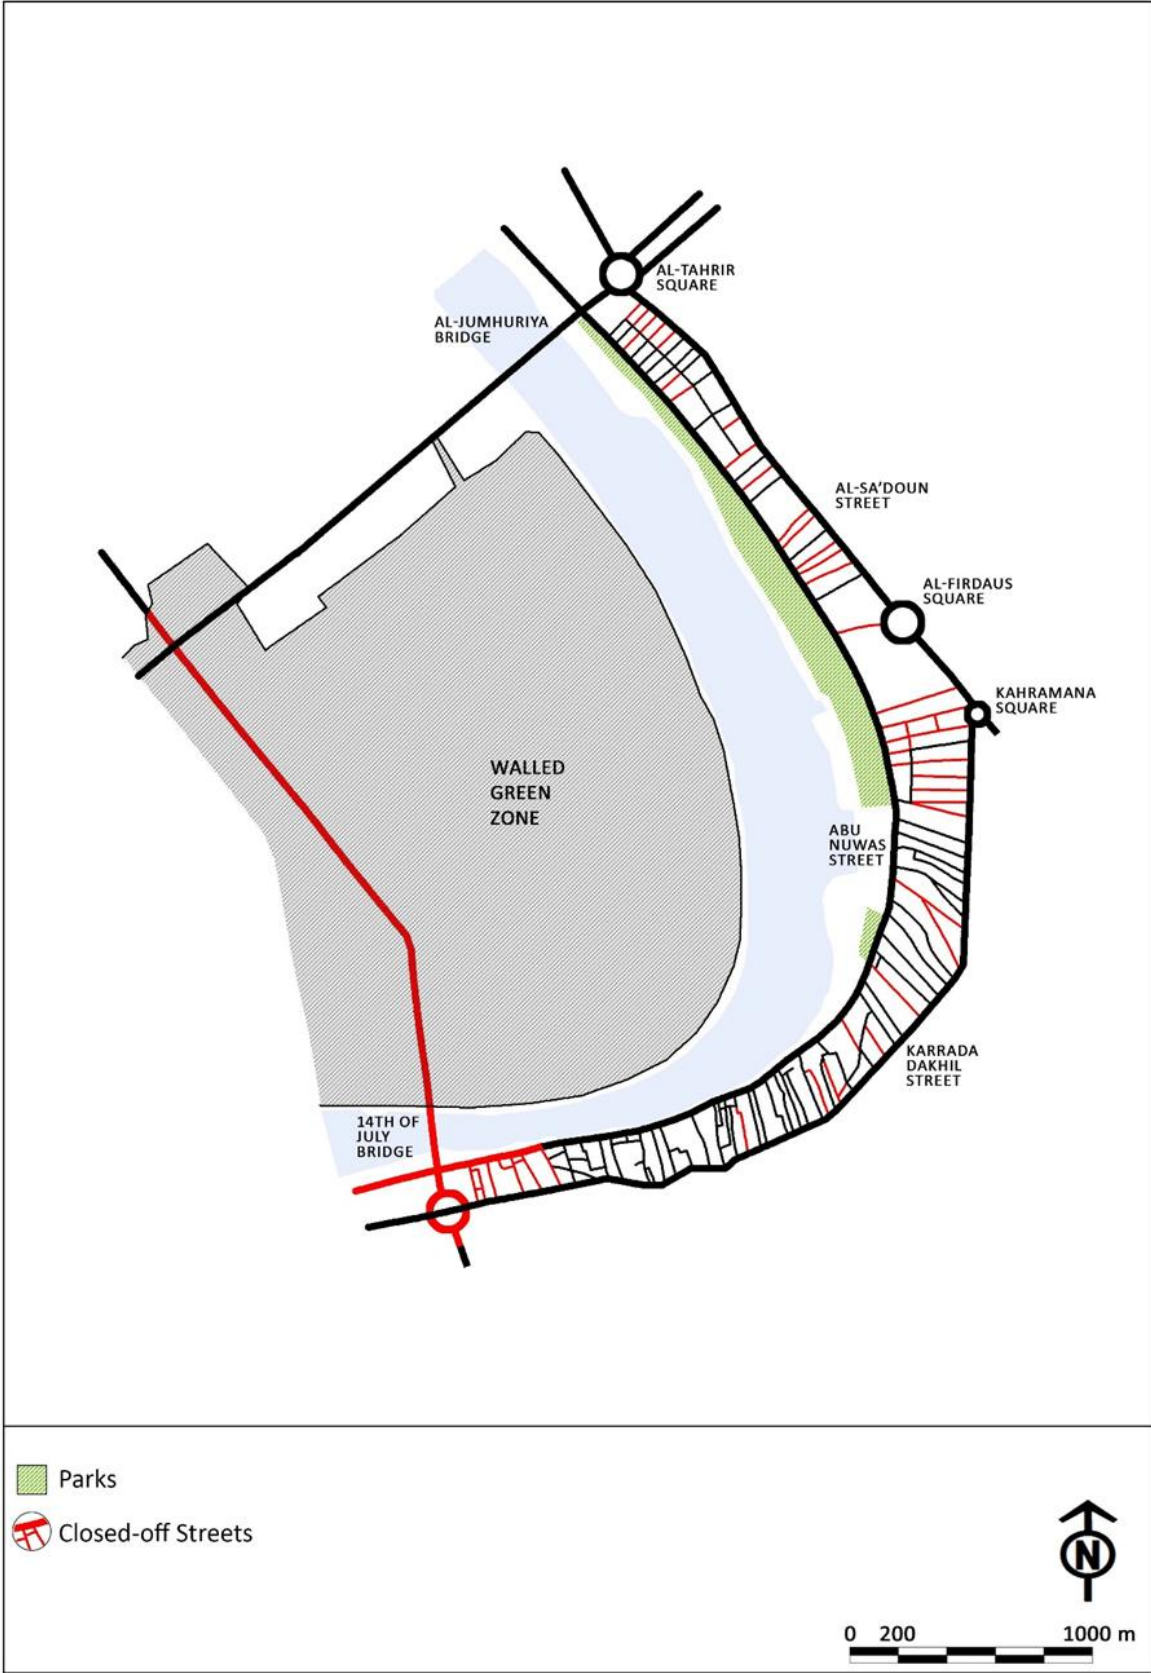 AL-TAHRIR
SQUARE
AL-JUMHURIYA
BRIDGE
AL-SA'DOUN
STREET
AL-FIRDAUS
SQUARE
KAHRAMANA
SQUARE
WALLED
GREEN
ZONE
ABU
NUWAS
STREET
KARRADA
DAKHIL
STREET
14TH OF
JULY
BRIDGE
Parks
Closed-off Streets
N
0 200 1000 m